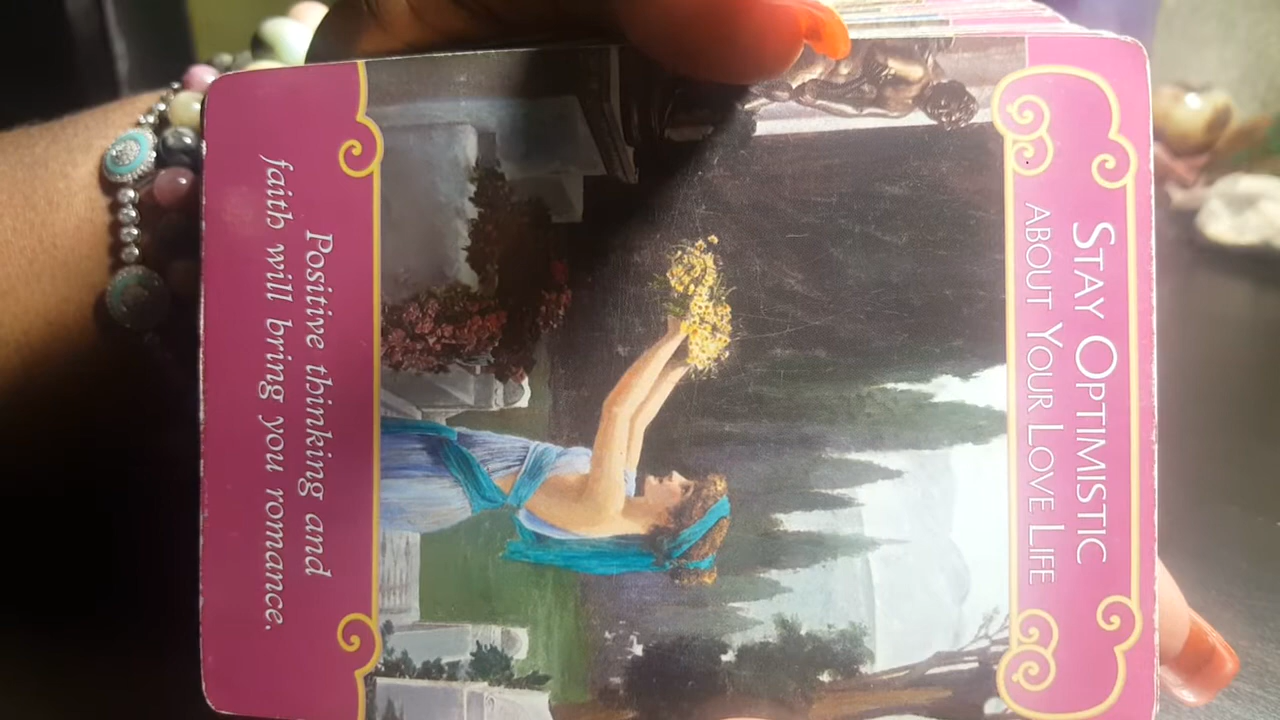 STAY OPTIMISTIC
ABOUT YOUR LOVE LIFE
Positive thinking and
faith will bring you romance.